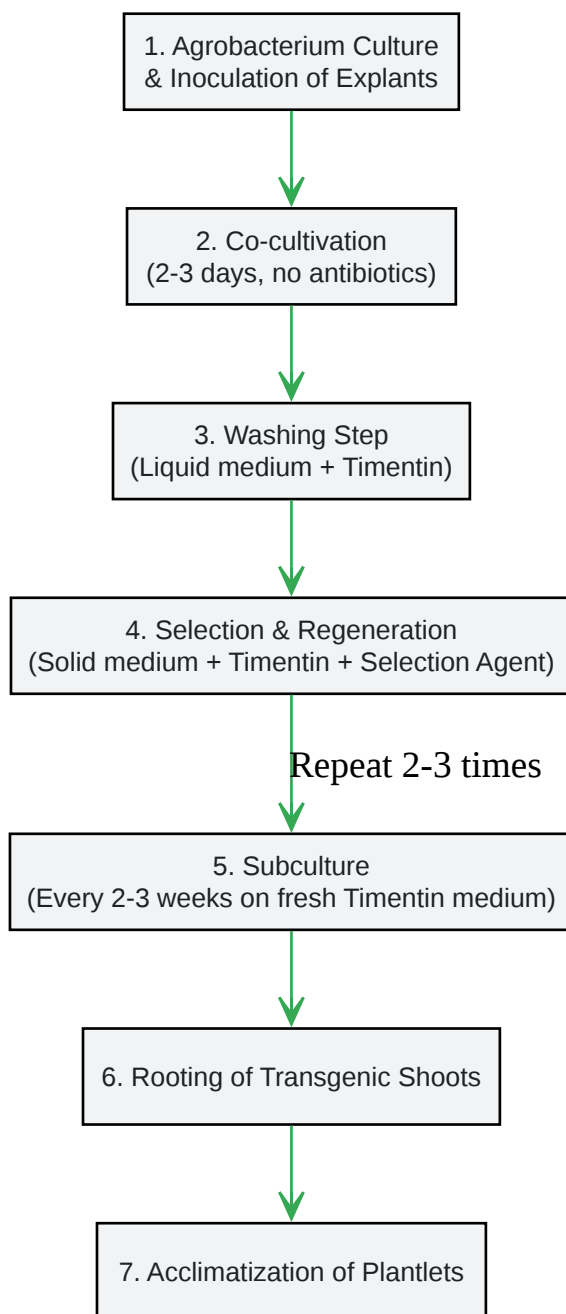 1. Agrobacterium Culture
& Inoculation of Explants
2. Co-cultivation
(2-3 days, no antibiotics)
3. Washing Step
(Liquid medium + Timentin)
4. Selection & Regeneration
(Solid medium + Timentin + Selection Agent)
Repeat 2-3 times
5. Subculture
(Every 2-3 weeks on fresh Timentin medium)
6. Rooting of Transgenic Shoots
7. Acclimatization of Plantlets